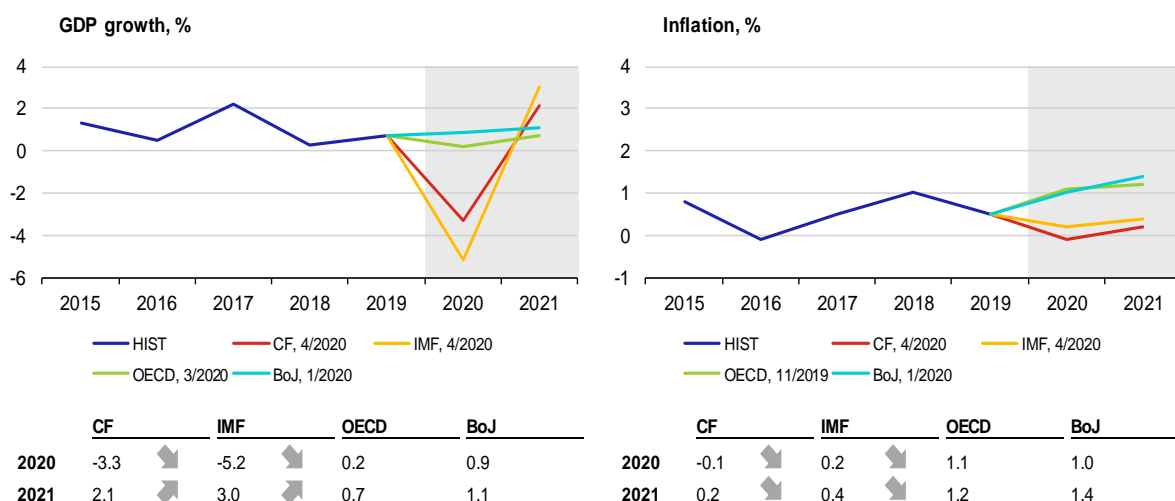 GDP growth, %
4
2
0
-2
-4
-6
2015 2016 2017 2018 2019 2020 2021
HIST CF, 4/2020 IMF, 4/2020
OECD, 3/2020 BoJ, 1/2020
CF IMF OECD BoJ
2020 -3.3 -5.2 0.2 0.9
2021 2.1 3.0 0.7 1.1
Inflation, %
4
3
2
1
0
-1
2015 2016 2017 2018 2019 2020 2021
HIST CF, 4/2020 IMF, 4/2020
OECD, 11/2019 BoJ, 1/2020
CF IMF OECD BoJ
2020 -0.1 0.2 1.1 1.0
2021 0.2 0.4 1.2 1.4